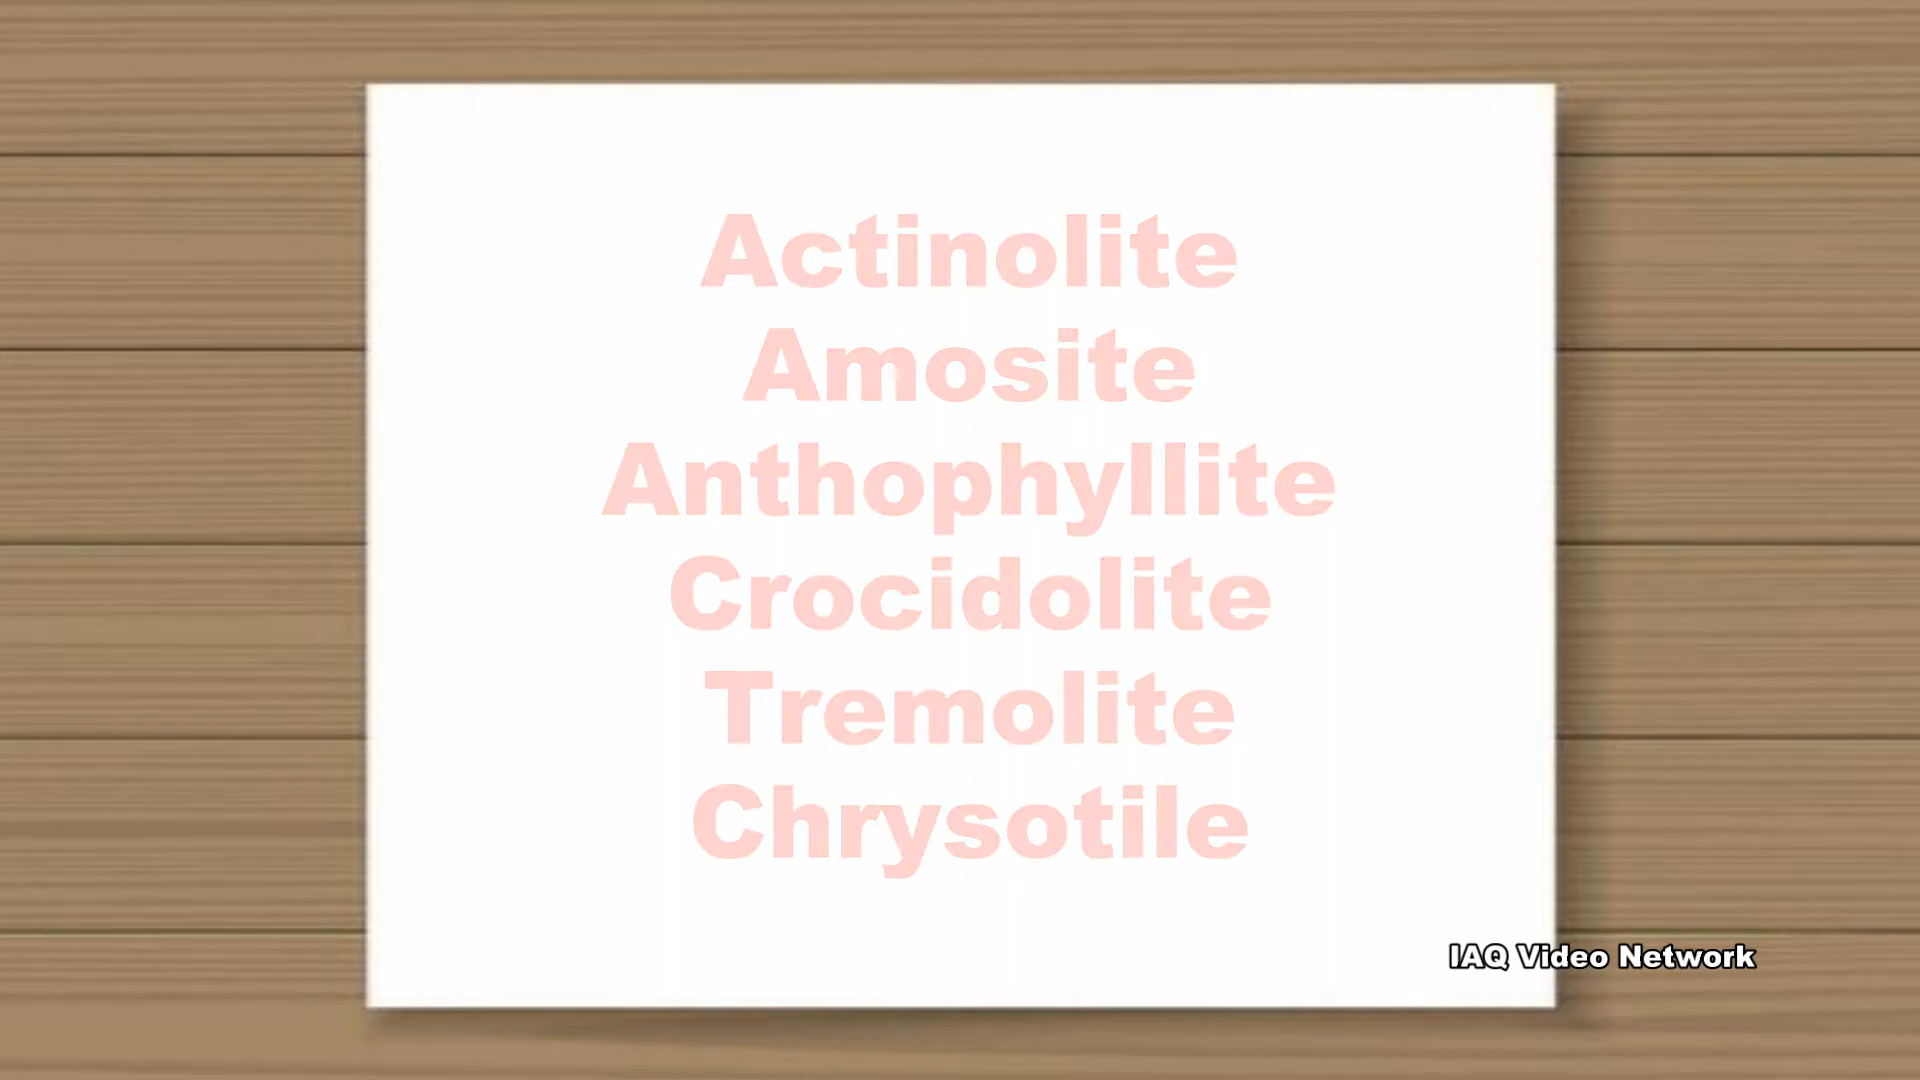 Actinolite
Amosite
Anthophyllite
Crocidolite
Tremolite
Chrysotile
IAQ Video Network